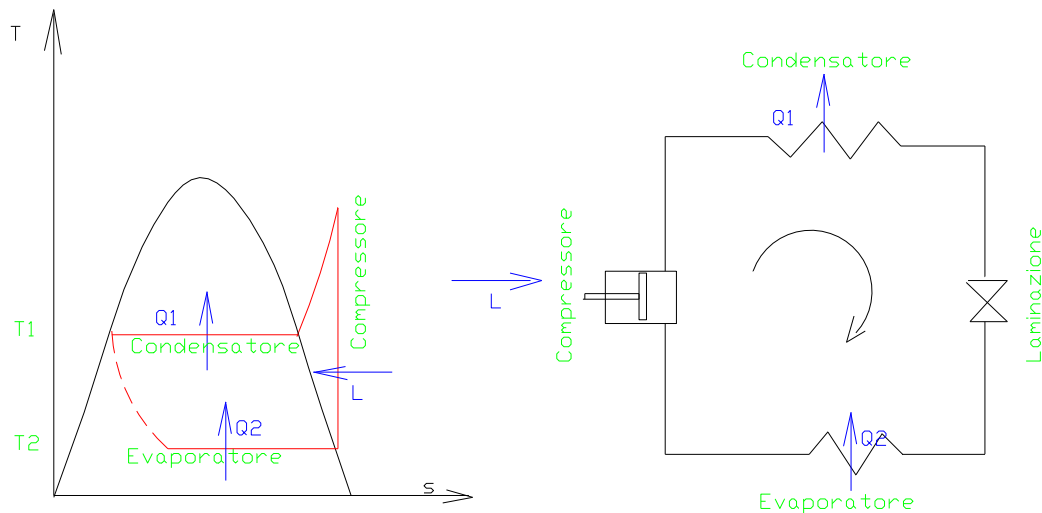 T
T1
T2
Q1
Condensatore
Compressore
L
Q2
Evaporatore
s
L
Condensatore
Q1
Compressore
Laminazione
Q2
Evaporatore